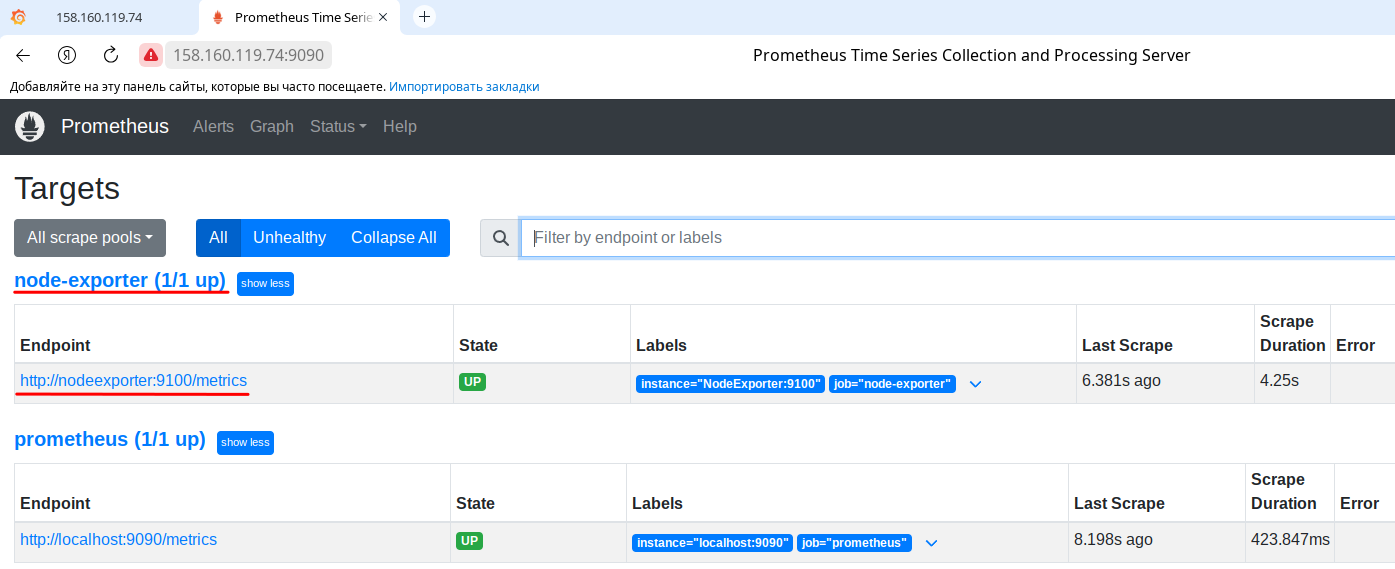 158.160.119.74 Prometheus Time Serie
158.160.119.74:9090 Prometheus Time Series Collection and Processing Server
Добавляйте на эту панель сайты, которые вы часто посещаете. Импортировать закладки
Prometheus Alerts Graph Status Help
Targets
All scrape pools All Unhealthy Collapse All Filter by endpoint or labels
node-exporter (1/1 up) show less
Endpoint State Labels Last Scrape Scrape Duration Error
http://nodeexporter:9100/metrics UP instance="NodeExporter:9100" job="node-exporter" 6.381s ago 4.25s
prometheus (1/1 up) show less
Endpoint State Labels Last Scrape Scrape Duration Error
http://localhost:9090/metrics UP instance="localhost:9090" job="prometheus" 8.198s ago 423.847ms